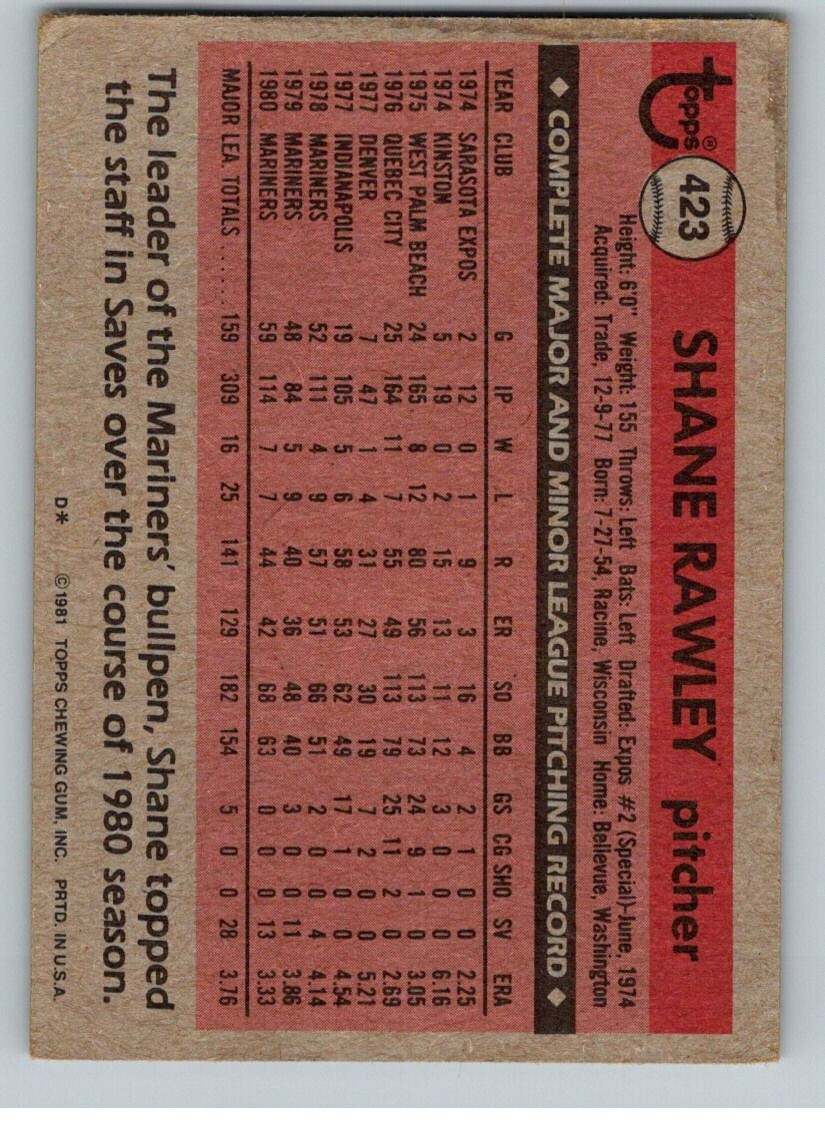 topps®
423
SHANE RAWLEY pitcher
Height: 6'0" Weight: 155 Throws: Left Bats: Left Drafted: Expos #2 (Special)-June, 1974
Acquired: Trade, 12-9-77 Born: 7-27-54, Racine, Wisconsin Home: Bellevue, Washington
◆ COMPLETE MAJOR AND MINOR LEAGUE PITCHING RECORD ◆
YEAR CLUB G IP W L R ER SO BB GS CG SHO SV ERA
1974 SARASOTA EXPOS 2 12 0 1 9 3 16 4 2 1 0 0 2.25
1974 KINSTON 5 19 0 2 15 13 11 12 3 0 0 0 6.16
1975 WEST PALM BEACH 24 165 8 12 80 56 113 73 24 9 1 0 3.05
1976 QUEBEC CITY 25 164 11 7 55 49 113 79 25 11 2 0 2.69
1977 DENVER 7 47 1 4 31 27 30 19 7 2 0 0 5.21
1977 INDIANAPOLIS 19 105 5 6 58 53 62 49 17 1 0 0 4.54
1978 MARINERS 52 111 4 9 57 51 66 51 2 0 0 4 4.14
1979 MARINERS 48 84 5 9 40 36 48 40 3 0 0 11 3.86
1980 MARINERS 59 114 7 7 44 42 68 63 0 0 0 13 3.33
MAJOR LEA. TOTALS ...... 159 309 16 25 141 129 182 154 5 0 0 28 3.76
The leader of the Mariners' bullpen, Shane topped
the staff in Saves over the course of 1980 season.
D* ©1981 TOPPS CHEWING GUM, INC. PRTD. IN U.S.A.